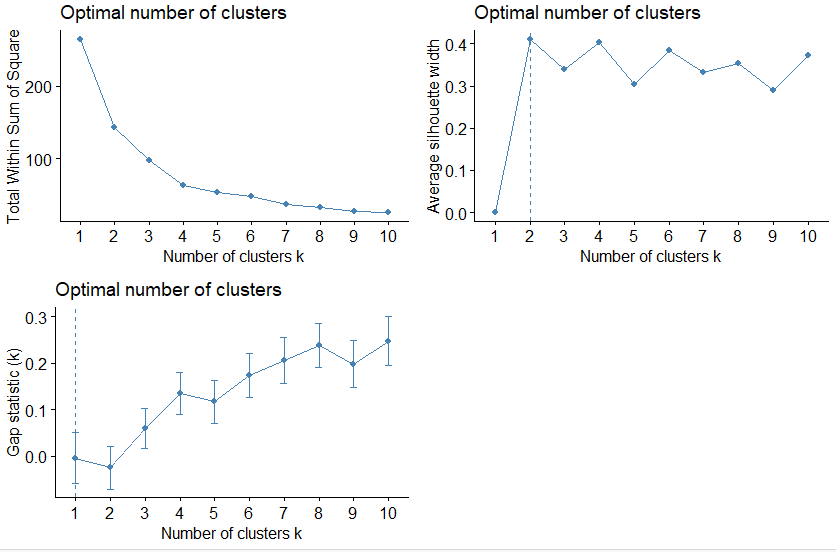 Optimal number of clusters
Total Within Sum of Square
200
100
1 2 3 4 5 6 7 8 9 10
Number of clusters k
Optimal number of clusters
Average silhouette width
0.4
0.3
0.2
0.1
0.0
1 2 3 4 5 6 7 8 9 10
Number of clusters k
Optimal number of clusters
Gap statistic (k)
0.3
0.2
0.1
0.0
1 2 3 4 5 6 7 8 9 10
Number of clusters k